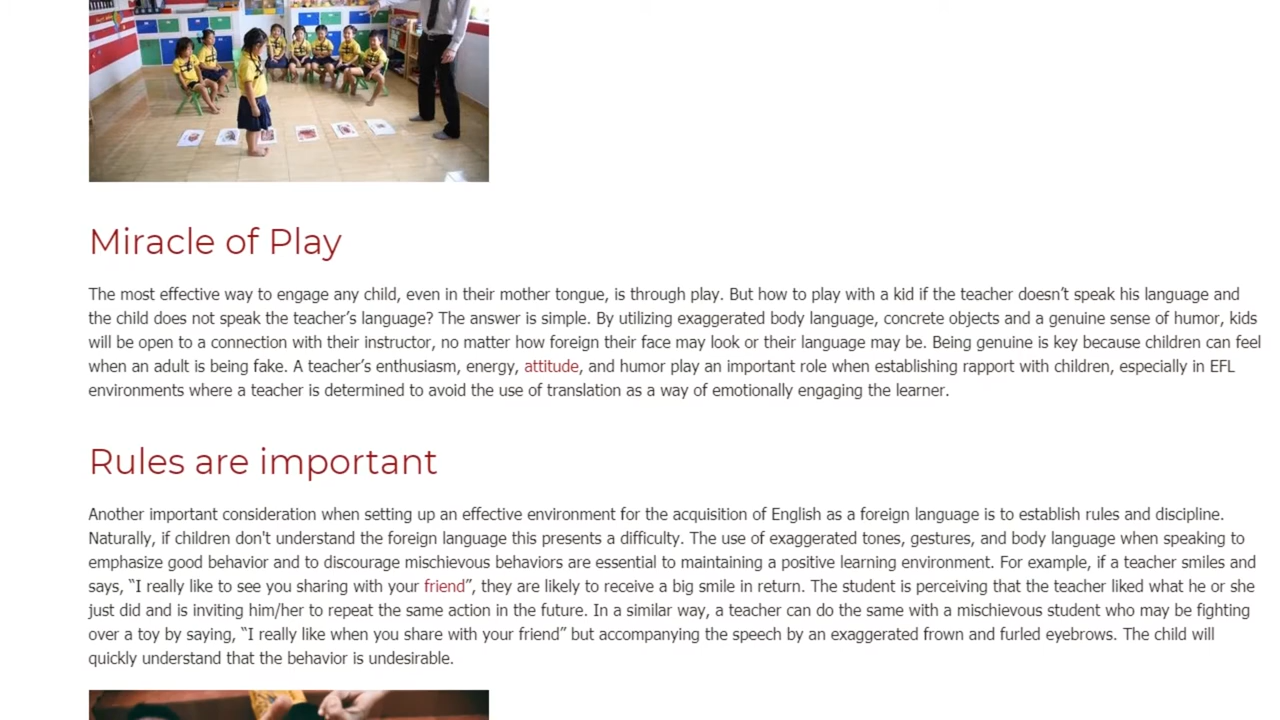 Miracle of Play
The most effective way to engage any child, even in their mother tongue, is through play. But how to play with a kid if the teacher doesn’t speak his language and
the child does not speak the teacher’s language? The answer is simple. By utilizing exaggerated body language, concrete objects and a genuine sense of humor, kids
will be open to a connection with their instructor, no matter how foreign their face may look or their language may be. Being genuine is key because children can feel
when an adult is being fake. A teacher’s enthusiasm, energy, attitude, and humor play an important role when establishing rapport with children, especially in EFL
environments where a teacher is determined to avoid the use of translation as a way of emotionally engaging the learner.
Rules are important
Another important consideration when setting up an effective environment for the acquisition of English as a foreign language is to establish rules and discipline.
Naturally, if children don't understand the foreign language this presents a difficulty. The use of exaggerated tones, gestures, and body language when speaking to
emphasize good behavior and to discourage mischievous behaviors are essential to maintaining a positive learning environment. For example, if a teacher smiles and
says, “I really like to see you sharing with your friend”, they are likely to receive a big smile in return. The student is perceiving that the teacher liked what he or she
just did and is inviting him/her to repeat the same action in the future. In a similar way, a teacher can do the same with a mischievous student who may be fighting
over a toy by saying, “I really like when you share with your friend” but accompanying the speech by an exaggerated frown and furled eyebrows. The child will
quickly understand that the behavior is undesirable.